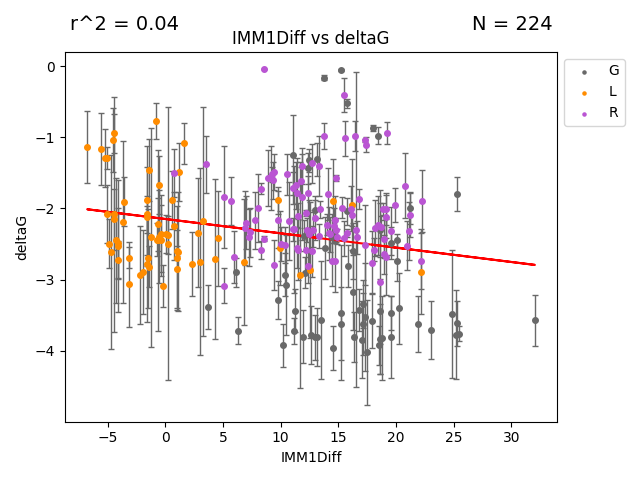 r^2 = 0.04
N = 224
IMM1Diff vs deltaG
G
L
R
deltaG
0
−1
−2
−3
−4
−5
0
5
10
15
20
25
30
IMM1Diff